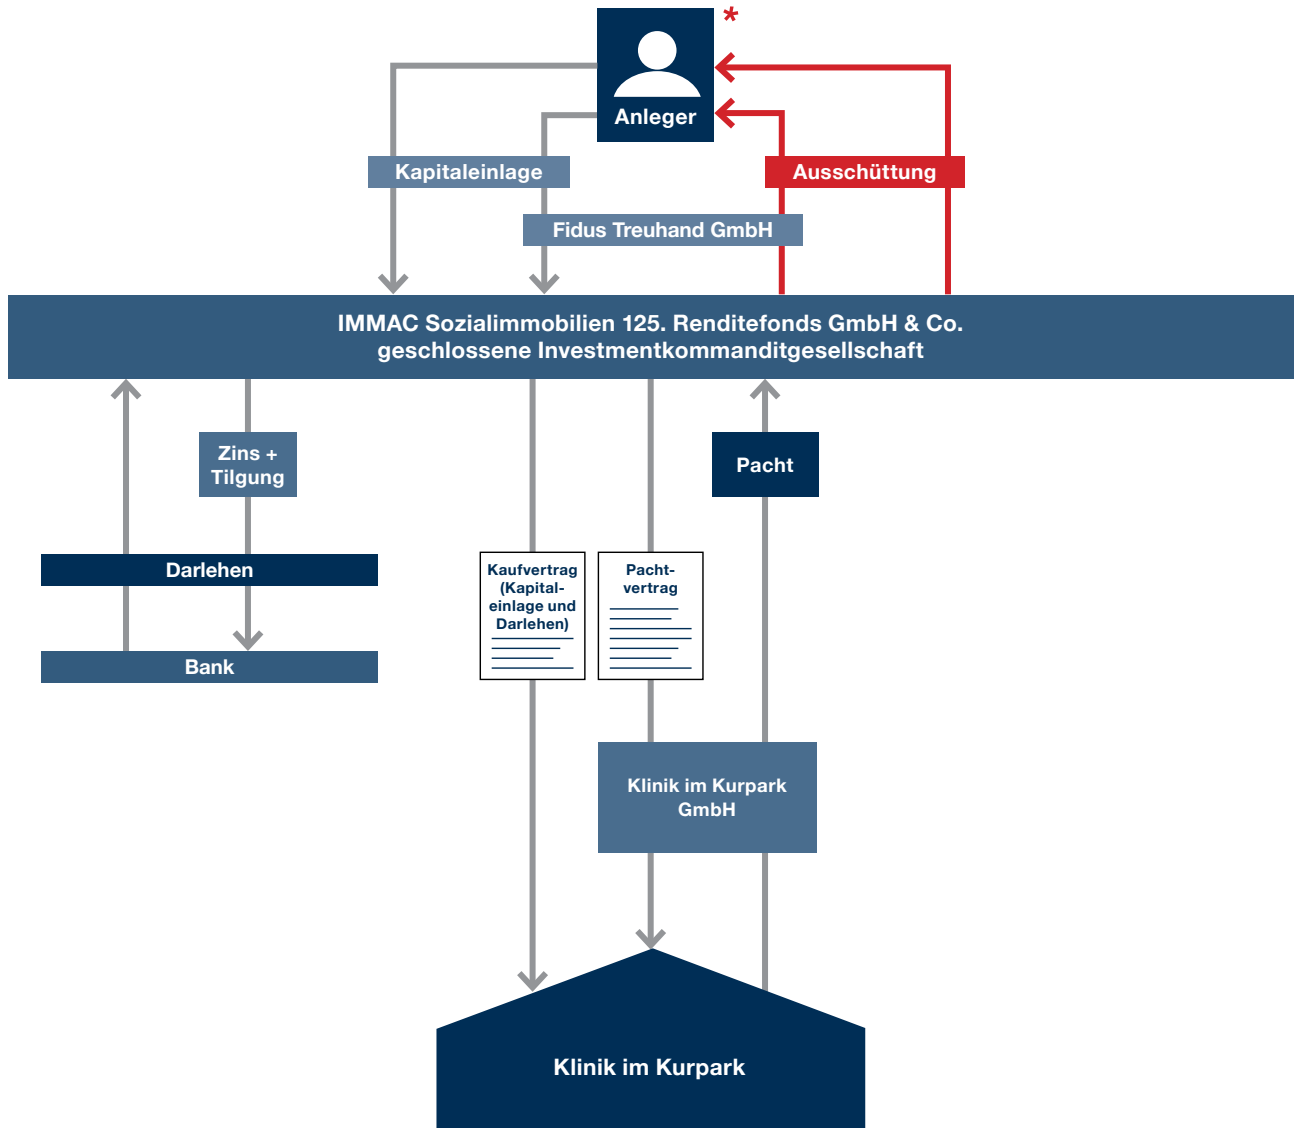 *
Anleger
Kapitaleinlage
Ausschüttung
Fidus Treuhand GmbH
IMMAC Sozialimmobilien 125. Renditefonds GmbH & Co.
geschlossene Investmentkommanditgesellschaft
Zins +
Tilgung
Pacht
Darlehen
Bank
Kaufvertrag
(Kapital-
einlage und
Darlehen)
Pacht-
vertrag
Klinik im Kurpark
GmbH
Klinik im Kurpark